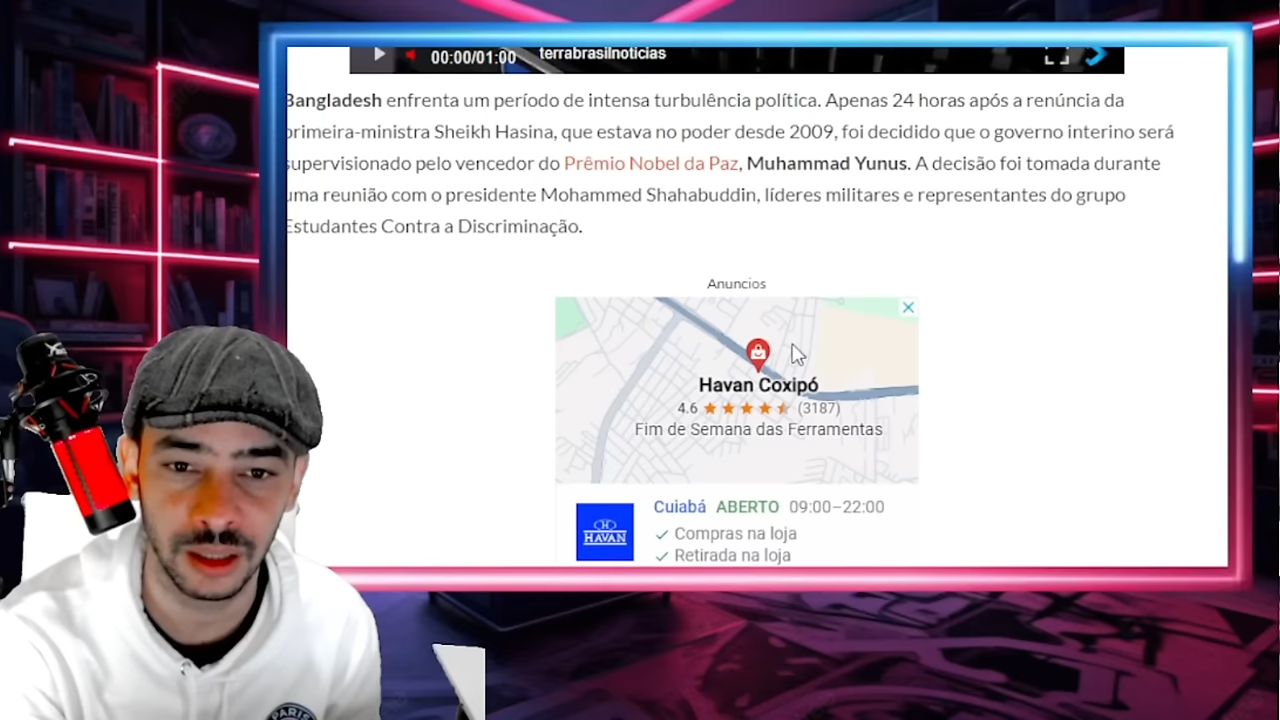 00:00/01:00 terrabrasilnoticias
Bangladesh enfrenta um período de intensa turbulência política. Apenas 24 horas após a renúncia da
primeira-ministra Sheikh Hasina, que estava no poder desde 2009, foi decidido que o governo interino será
supervisionado pelo vencedor do Prêmio Nobel da Paz, Muhammad Yunus. A decisão foi tomada durante
uma reunião com o presidente Mohammed Shahabuddin, líderes militares e representantes do grupo
Estudantes Contra a Discriminação.
Anuncios
Havan Coxipó
4.6 (3187)
Fim de Semana das Ferramentas
Cuiabá ABERTO 09:00–22:00
H
HAVAN
Compras na loja
Retirada na loja
PARIS